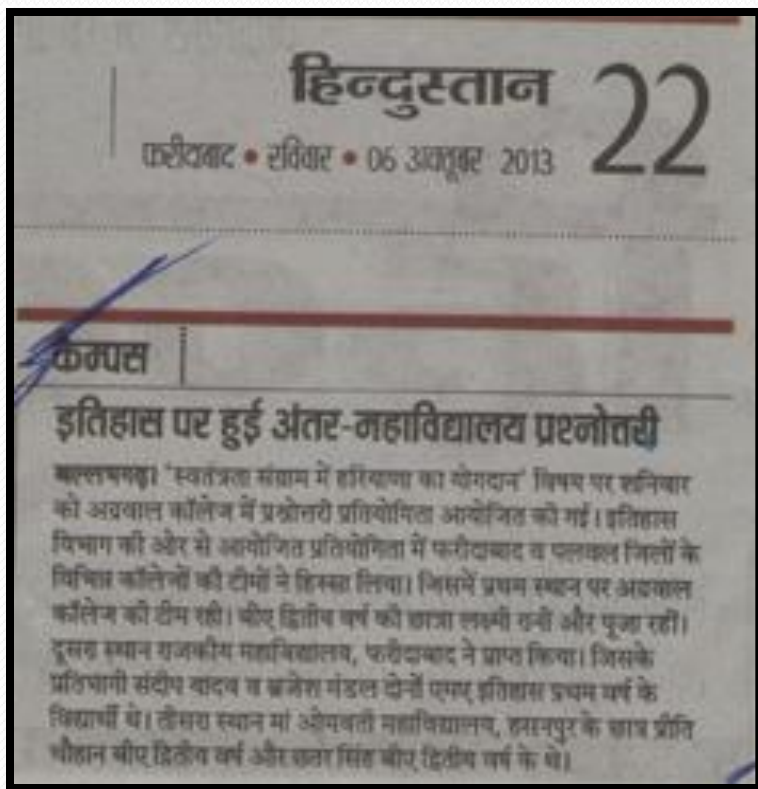 हिन्दुस्तान 22
फरीदाबाद • रविवार • 06 अक्तूबर 2013
कैम्पस
इतिहास पर हुई अंतर-महाविद्यालय प्रश्नोत्तरी
बल्लभगढ़। 'स्वतंत्रता संग्राम में हरियाणा का योगदान' विषय पर शनिवार
को अग्रवाल कॉलेज में प्रश्नोत्तरी प्रतियोगिता आयोजित की गई। इतिहास
विभाग की ओर से आयोजित प्रतियोगिता में फरीदाबाद व पलवल जिलों के
विभिन्न कॉलेजों की टीमों ने हिस्सा लिया। जिसमें प्रथम स्थान पर अग्रवाल
कॉलेज की टीम रही। बीए द्वितीय वर्ष की छात्रा लक्ष्मी रानी और पूजा रहीं।
दूसरा स्थान राजकीय महाविद्यालय, फरीदाबाद ने प्राप्त किया। जिसके
प्रतिभागी संदीप यादव व ब्रजेश मंडल दोनों एमए इतिहास प्रथम वर्ष के
विद्यार्थी थे। तीसरा स्थान मां ओमवती महाविद्यालय, हसनपुर के छात्र प्रीति
चौहान बीए द्वितीय वर्ष और छतर सिंह बीए द्वितीय वर्ष के थे।